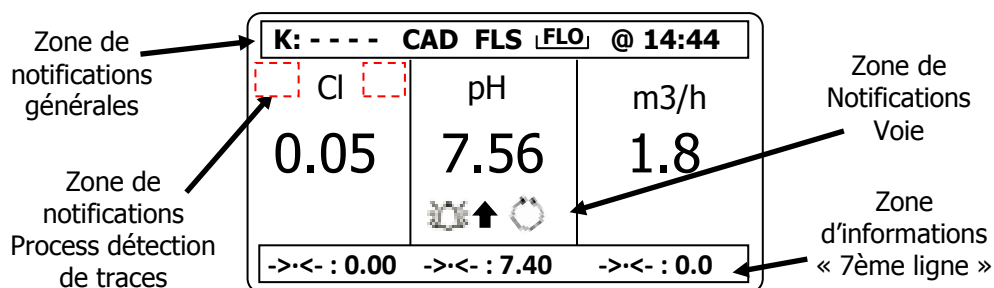 Zone de
notifications
générales
K: - - - - CAD FLS FLO @ 14:44
Cl
pH
m3/h
0.05
7.56
1.8
->·<- : 0.00 ->·<- : 7.40 ->·<- : 0.0
Zone de
notifications
Process détection
de traces
Zone de
Notifications
Voie
Zone
d’informations
« 7ème ligne »